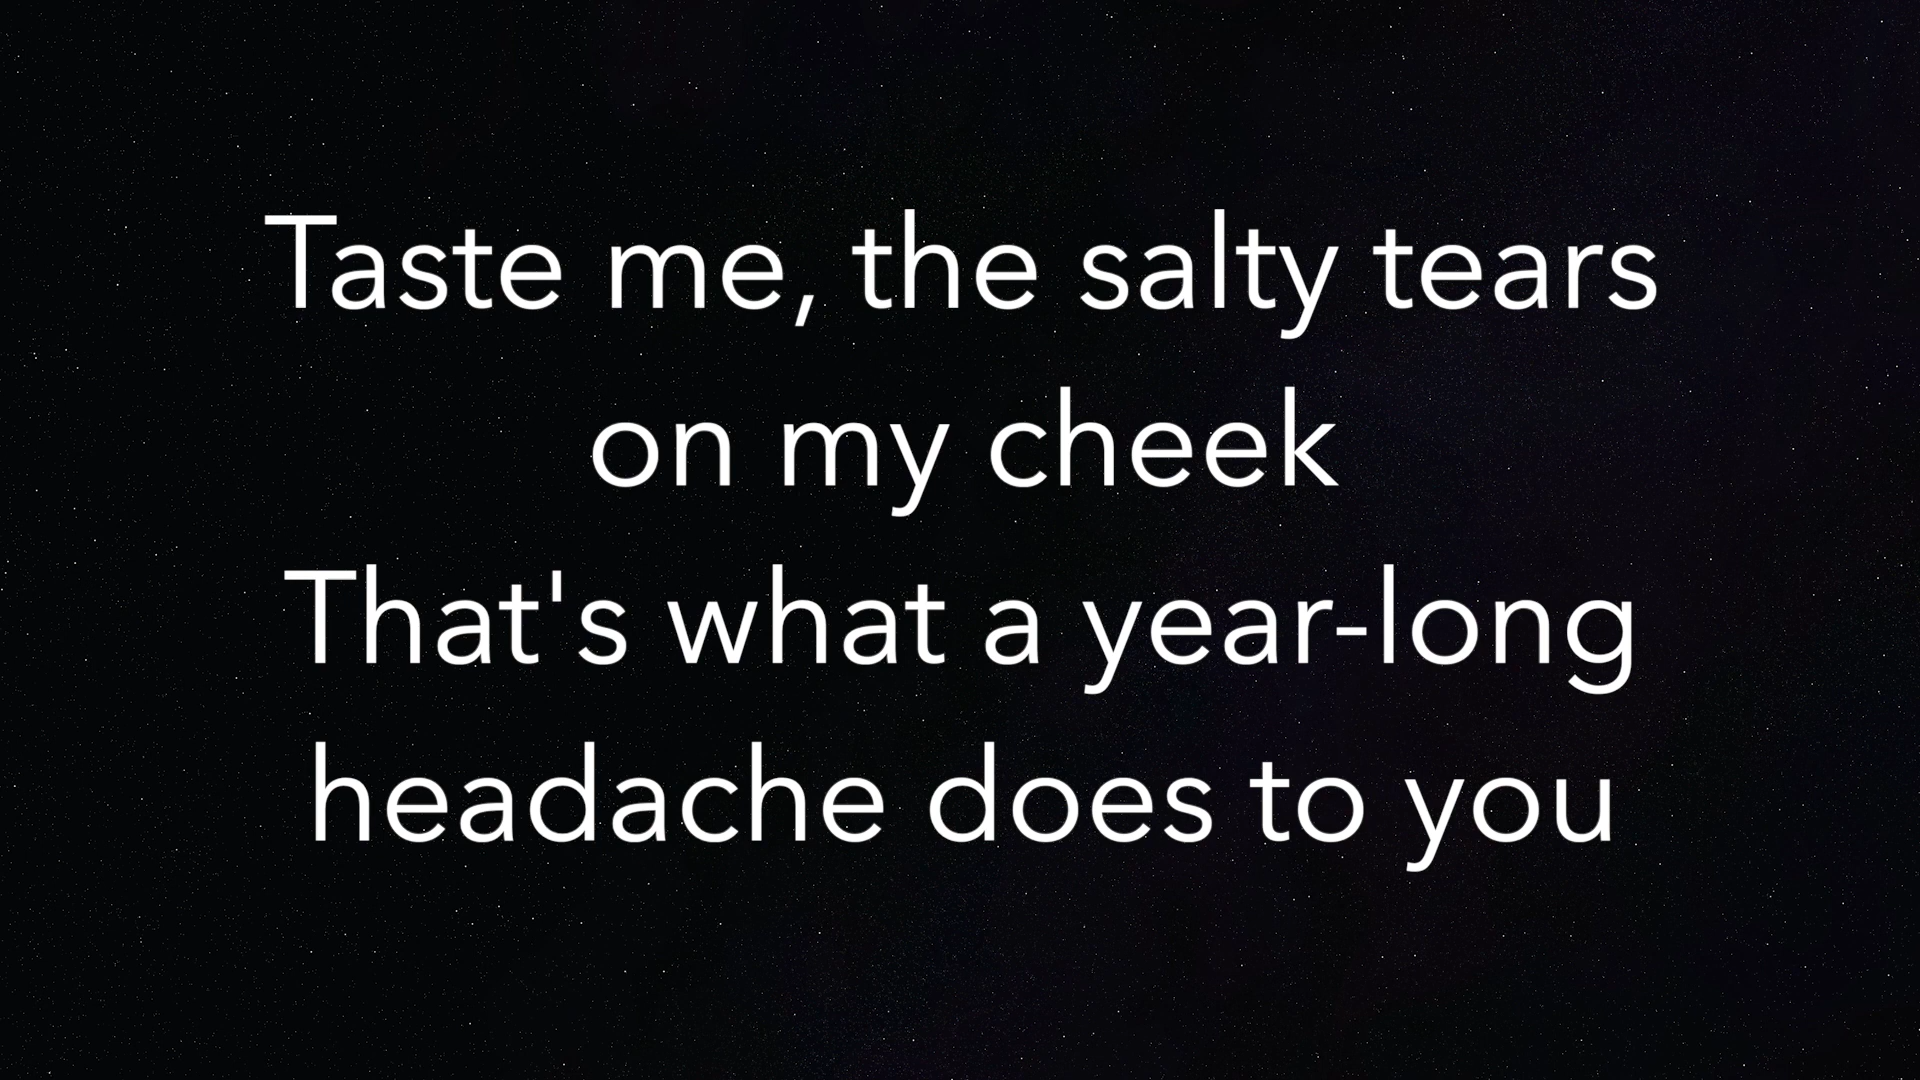 Taste me, the salty tears
on my cheek
That's what a year-long
headache does to you